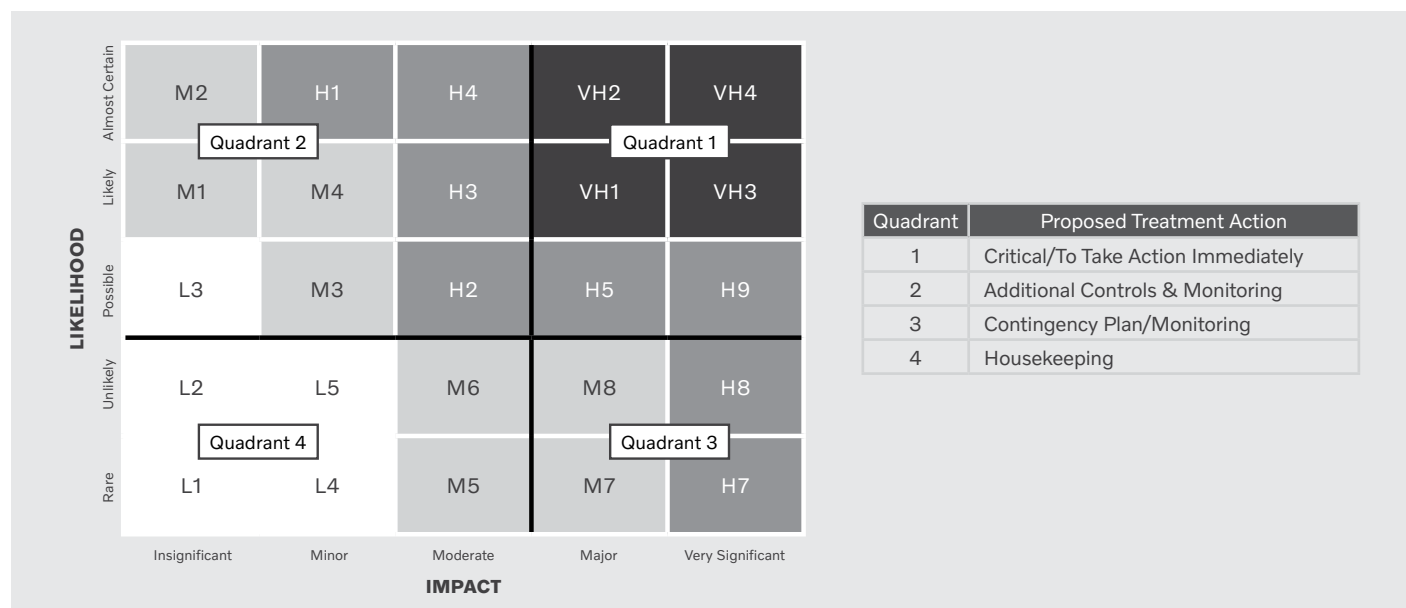 LIKELIHOOD
Almost Certain
M2 H1 H4 VH2 VH4
Quadrant 2 Quadrant 1
Likely
M1 M4 H3 VH1 VH3
Possible
L3 M3 H2 H5 H9
Unlikely
L2 L5 M6 M8 H8
Quadrant 4 Quadrant 3
Rare
L1 L4 M5 M7 H7
Insignificant Minor Moderate Major Very Significant
IMPACT
Quadrant Proposed Treatment Action
1 Critical/To Take Action Immediately
2 Additional Controls & Monitoring
3 Contingency Plan/Monitoring
4 Housekeeping